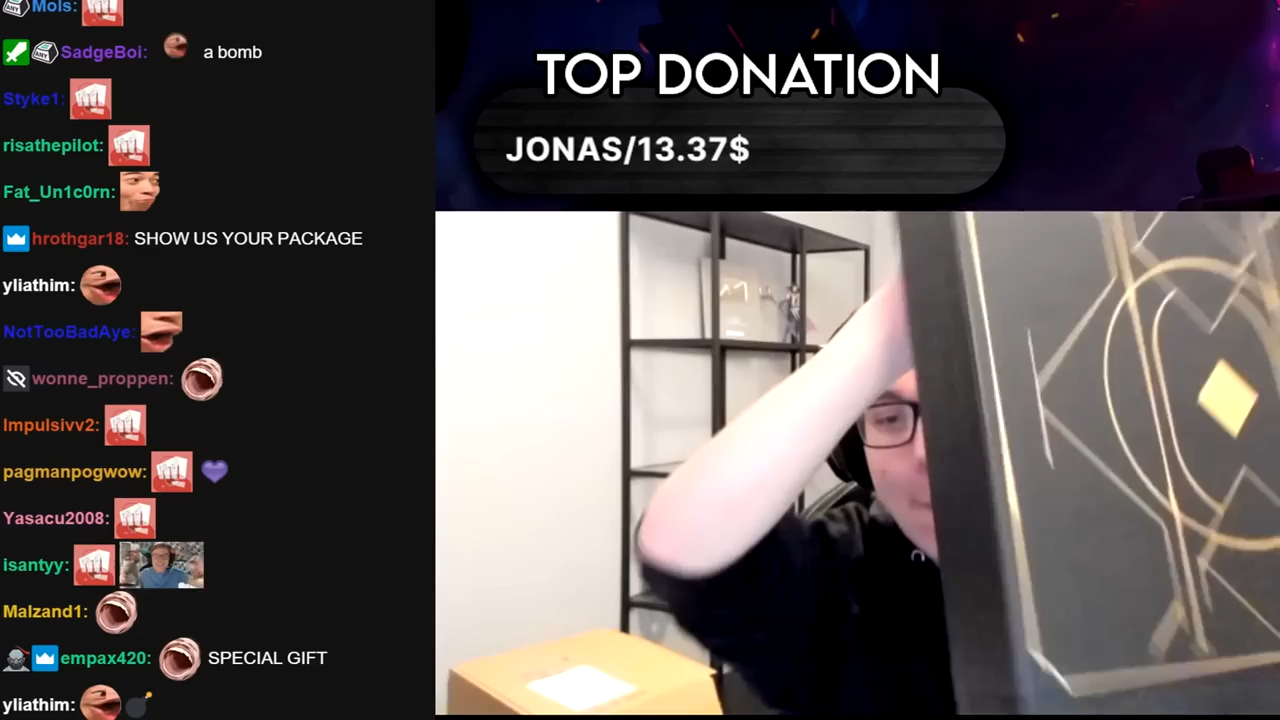 Mols:
SadgeBoi: a bomb
Styke1:
risathepilot:
Fat_Un1c0rn:
hrothgar18: SHOW US YOUR PACKAGE
yliathim:
NotTooBadAye:
wonne_proppen:
Impulsivv2:
pagmanpogwow:
Yasacu2008:
isantyy:
Malzand1:
empax420: SPECIAL GIFT
yliathim:
TOP DONATION
JONAS/13.37$